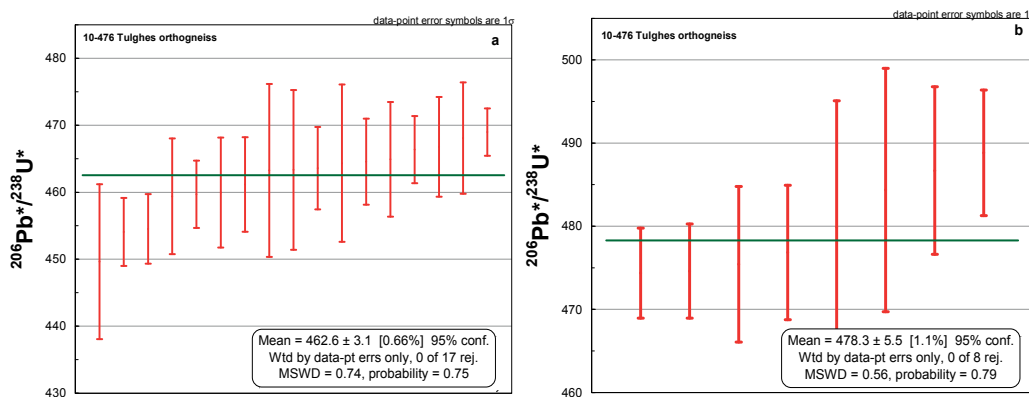 data-point error symbols are 1σ
10-476 Tulghes orthogneiss
a
480
470
460
450
440
430
206Pb*/238U*
Mean = 462.6 ± 3.1 [0.66%] 95% conf.
Wtd by data-pt errs only, 0 of 17 rej.
MSWD = 0.74, probability = 0.75
data-point error symbols are 1
10-476 Tulghes orthogneiss
b
500
490
480
470
460
206Pb*/238U*
Mean = 478.3 ± 5.5 [1.1%] 95% conf.
Wtd by data-pt errs only, 0 of 8 rej.
MSWD = 0.56, probability = 0.79